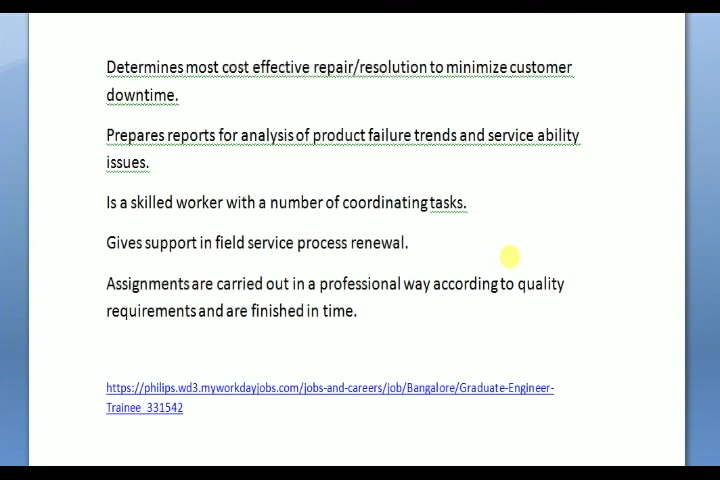 Determines most cost effective repair/resolution to minimize customer
downtime.
Prepares reports for analysis of product failure trends and service ability
issues.
Is a skilled worker with a number of coordinating tasks.
Gives support in field service process renewal.
Assignments are carried out in a professional way according to quality
requirements and are finished in time.
https://philips.wd3.myworkdayjobs.com/jobs-and-careers/job/Bangalore/Graduate-Engineer-
Trainee_331542